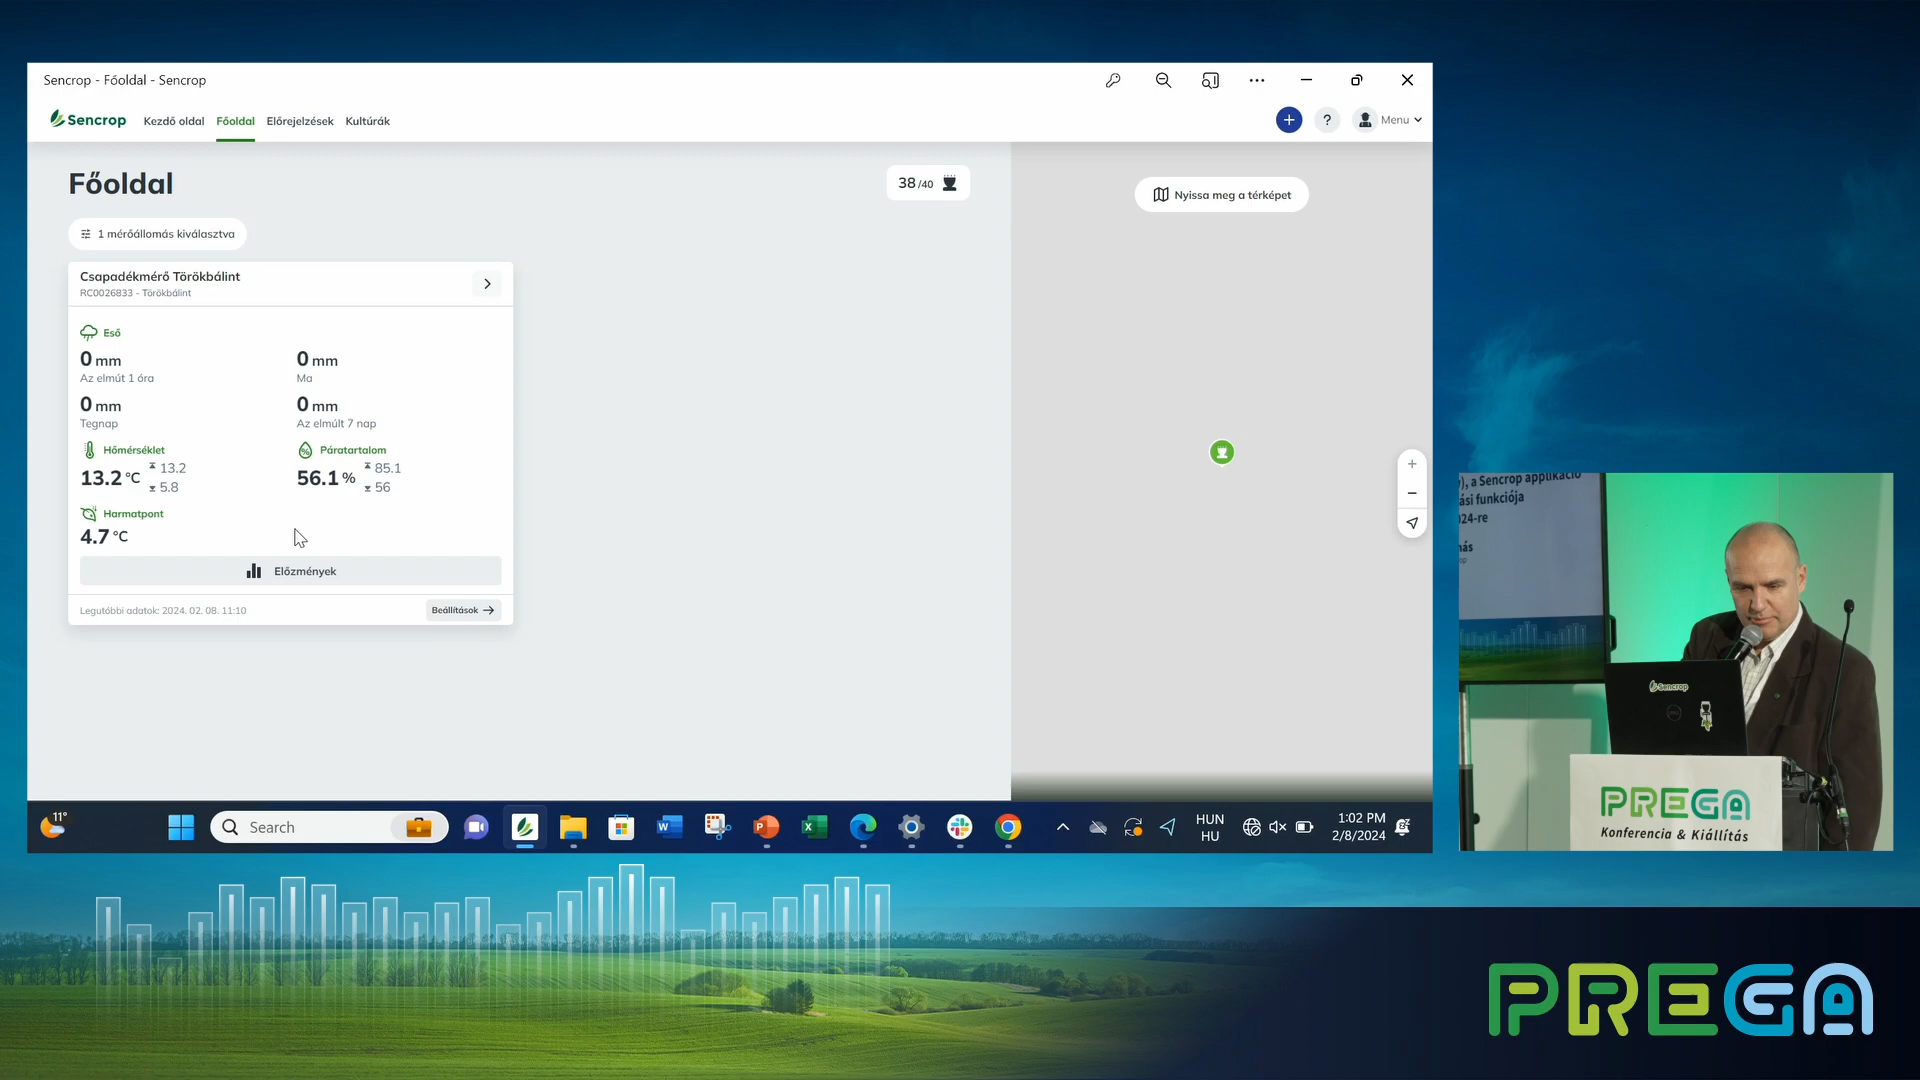 Sencrop - Főoldal - Sencrop
Sencrop Kezdő oldal Főoldal Előrejelzések Kultúrák
+ ? Menu
Főoldal
38/40
Nyissa meg a térképet
1 mérőállomás kiválasztva
Csapadékmérő Törökbálint
RC0026833 - Törökbálint
Eső
0 mm 0 mm
Az elmút 1 óra Ma
0 mm 0 mm
Tegnap Az elmúlt 7 nap
Hőmérséklet Páratartalom
13.2 °C 13.2 5.8 56.1 % 85.1 56
Harmatpont
4.7 °C
Előzmények
Legutóbbi adatok: 2024. 02. 08. 11:10 Beállítások
11° Search HUN HU 1:02 PM 2/8/2024
), a Sencrop applikáció
ási funkciója
24-re
Sencrop
PREGA
Konferencia & Kiállítás
PREGA